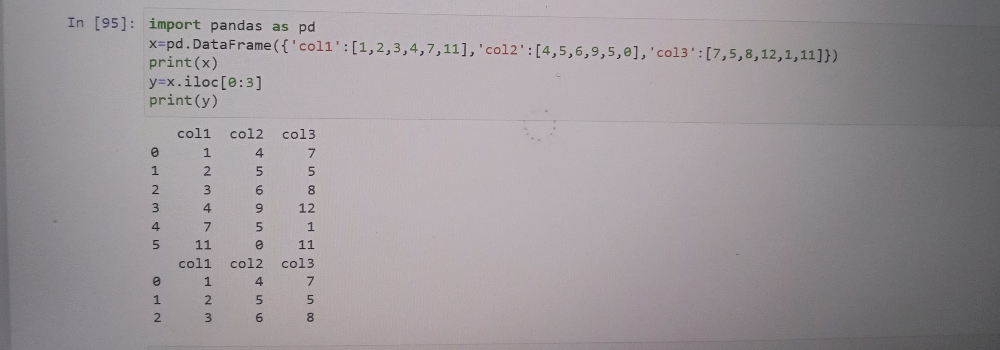 In [95]: import pandas as pd
x=pd.DataFrame({'col1':[1,2,3,4,7,11],'col2':[4,5,6,9,5,0],'col3':[7,5,8,12,1,11]})
print(x)
y=x.iloc[0:3]
print(y)
   col1  col2  col3
0     1     4     7
1     2     5     5
2     3     6     8
3     4     9    12
4     7     5     1
5    11     0    11
   col1  col2  col3
0     1     4     7
1     2     5     5
2     3     6     8